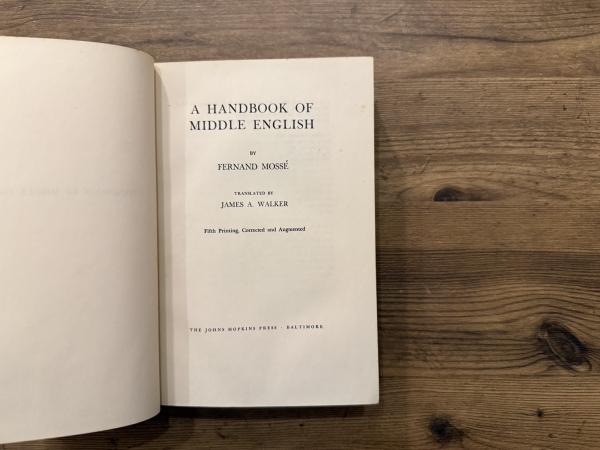 A HANDBOOK OF
MIDDLE ENGLISH
BY
FERNAND MOSSÉ
TRANSLATED BY
JAMES A. WALKER
Fifth Printing, Corrected and Augmented
THE JOHNS HOPKINS PRESS · BALTIMORE